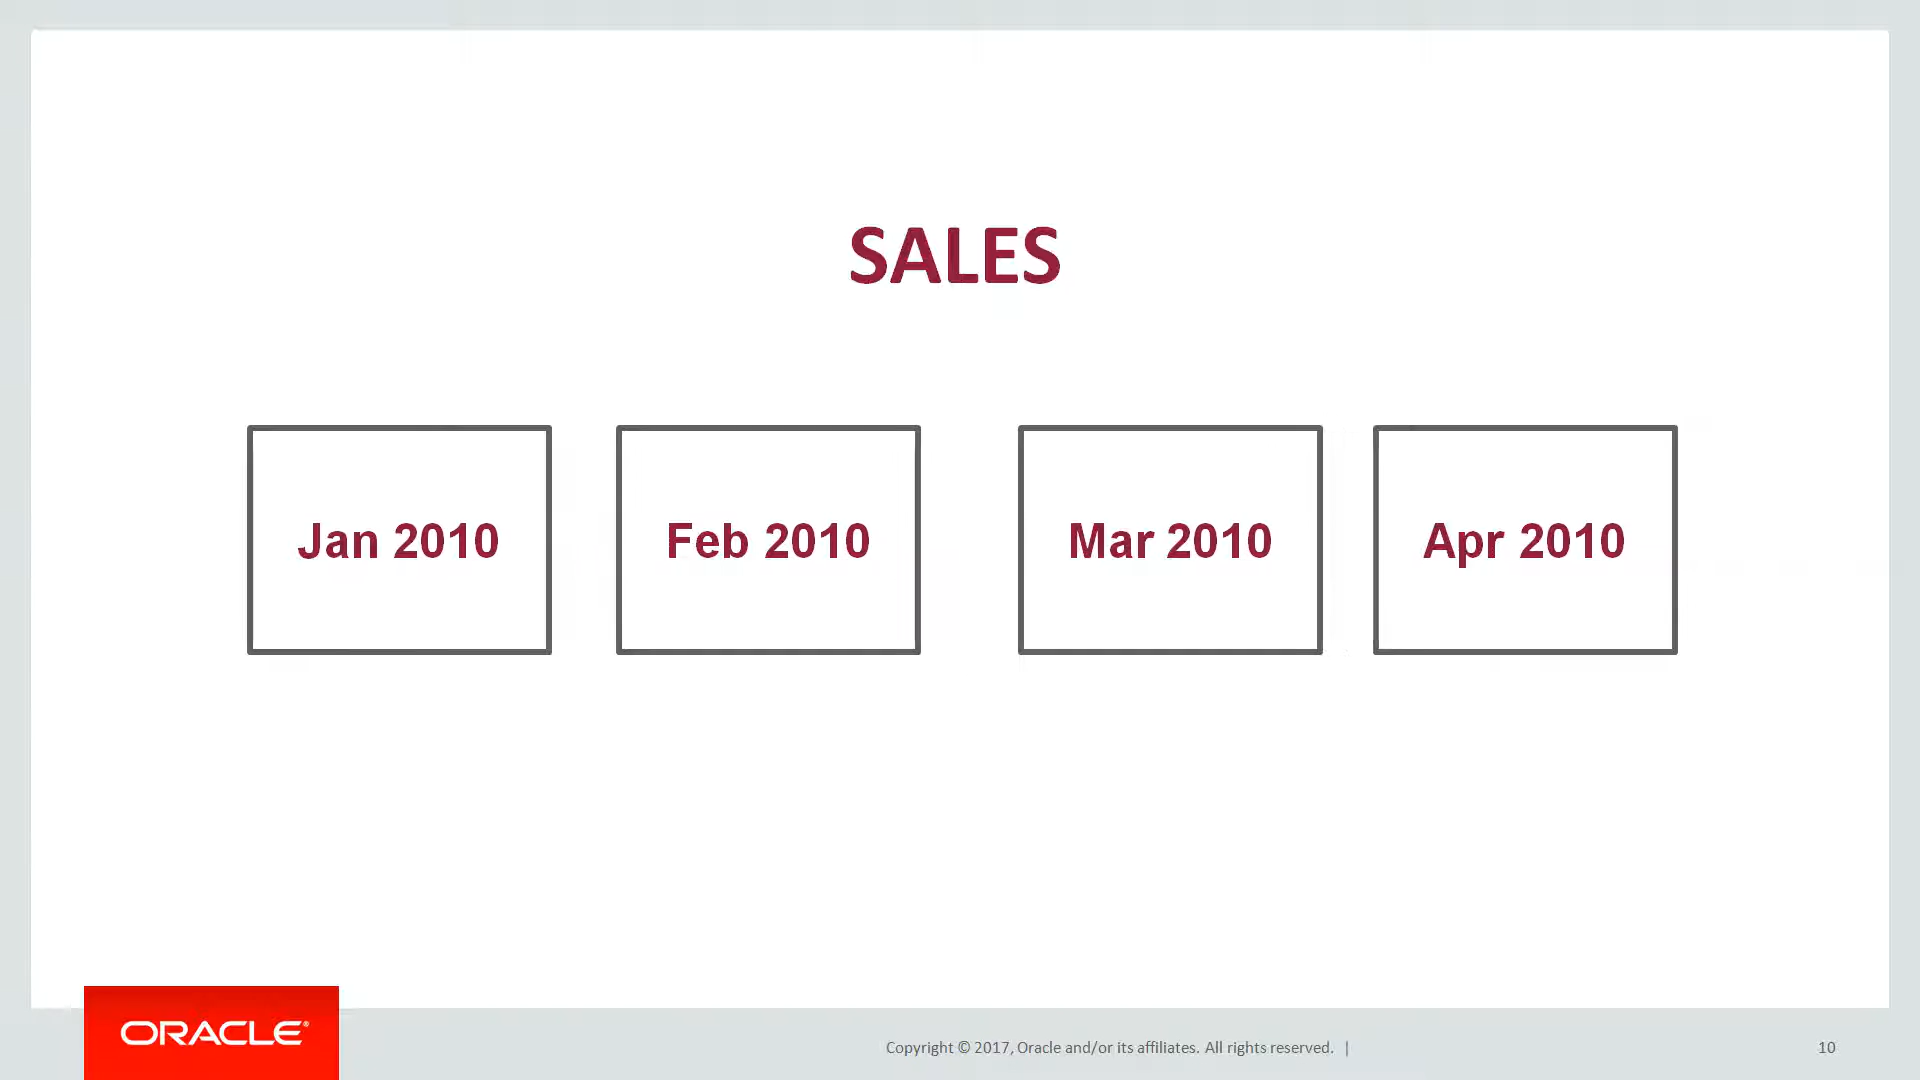 SALES
Jan 2010
Feb 2010
Mar 2010
Apr 2010
ORACLE®
Copyright © 2017, Oracle and/or its affiliates. All rights reserved. |
10